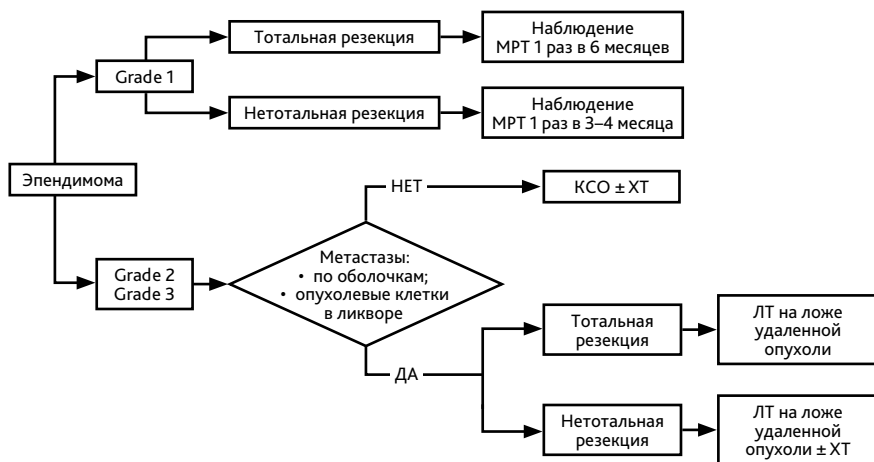 Тотальная резекция
Наблюдение
МРТ 1 раз в 6 месяцев
Grade 1
Нетотальная резекция
Наблюдение
МРТ 1 раз в 3–4 месяца
Эпендимома
НЕТ
КСО ± ХТ
Grade 2
Grade 3
Метастазы:
• по оболочкам;
• опухолевые клетки
в ликворе
ДА
Тотальная
резекция
ЛТ на ложе
удаленной
опухоли
Нетотальная
резекция
ЛТ на ложе
удаленной
опухоли ± ХТ